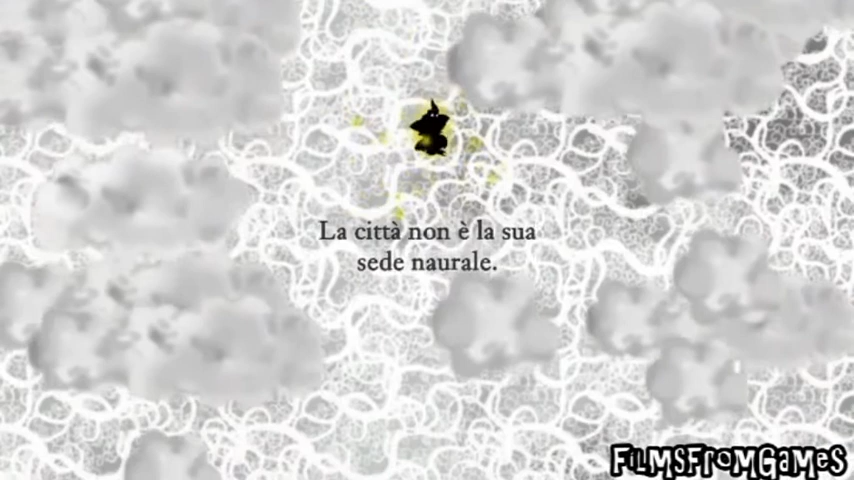 La città non è la sua
sede naurale.
FilmsFromGames